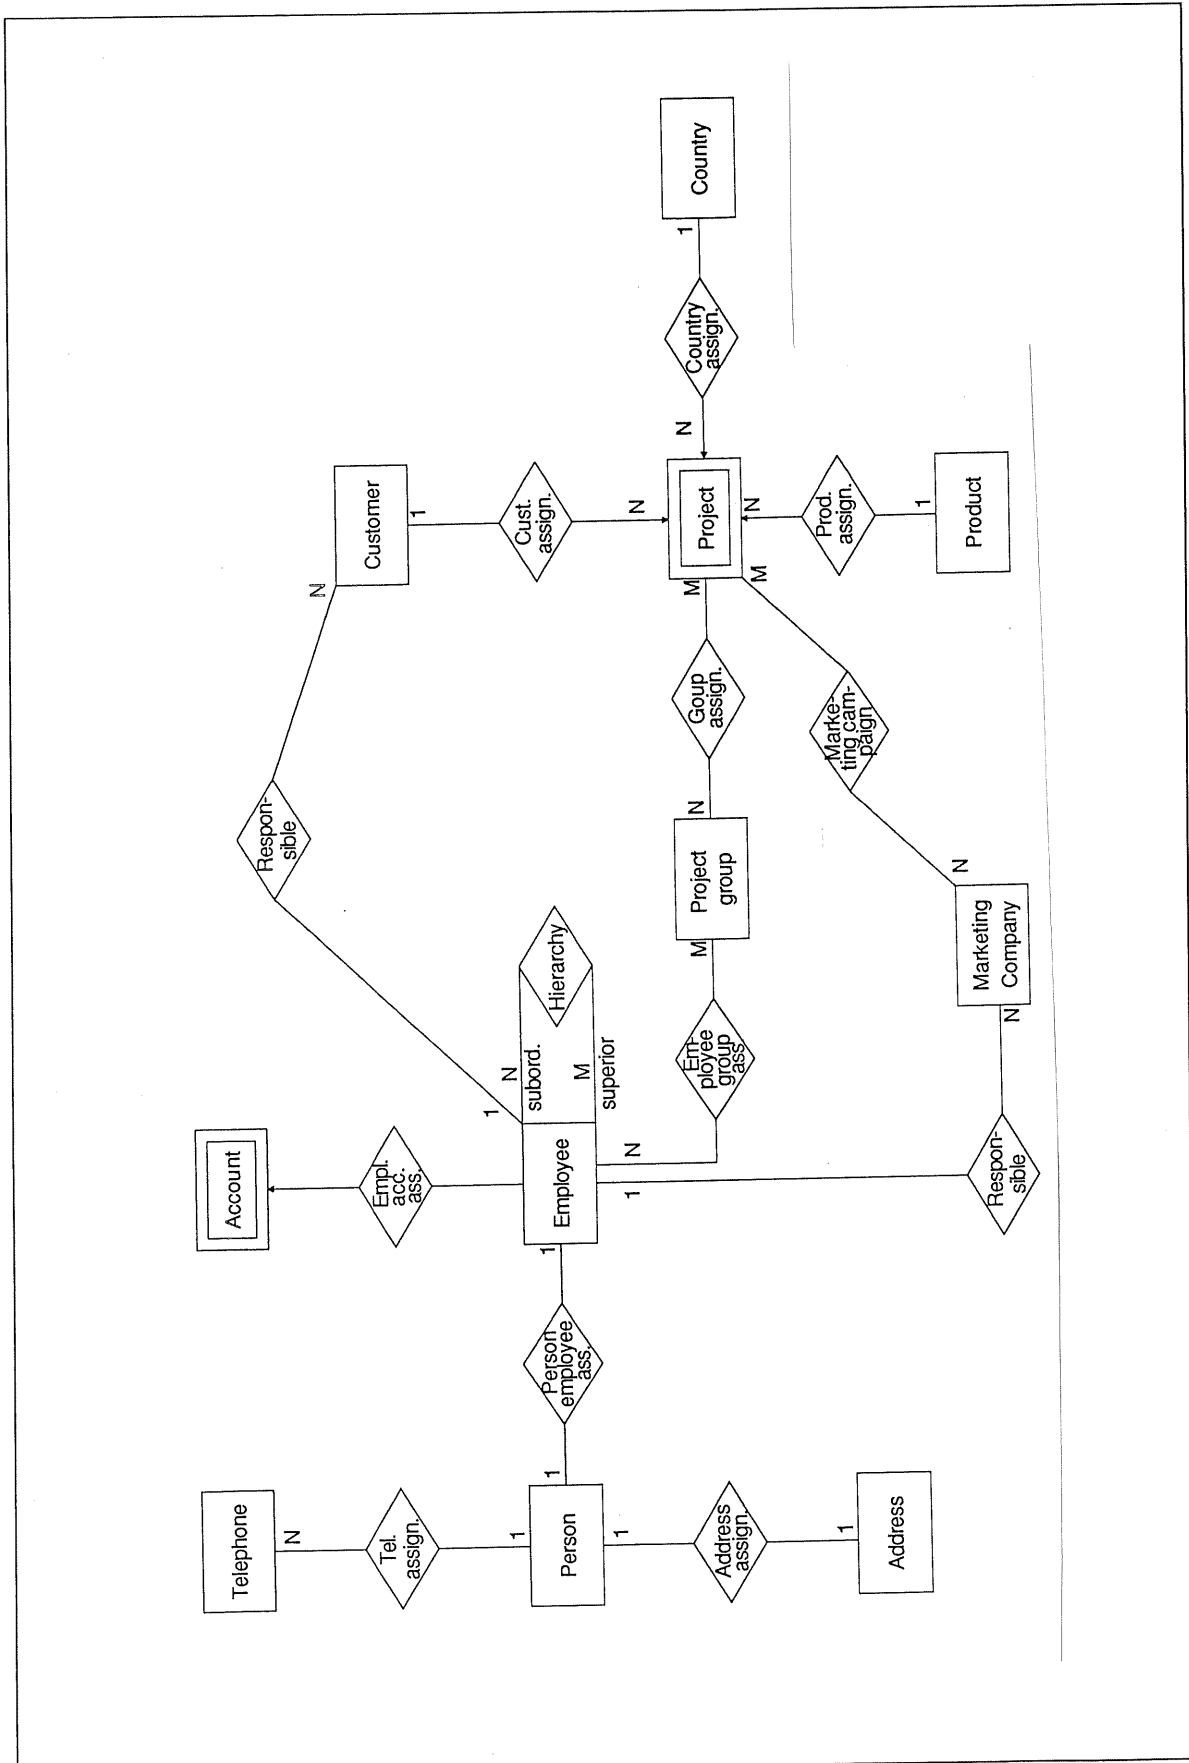 Telephone
N
Tel.
assign.
1
Person
1
Address
assign.
1
Address
1
Person
employee
ass.
1
Account
Empl.
acc.
ass.
Employee
1
Respon-
sible
N
Customer
N
subord.
Hierarchy
M
superior
N
Em-
ployee
group
ass
M
Project
group
N
Goup
assign.
M
Project
1
Cust.
assign.
N
N
Country
assign.
1
Country
N
Prod.
assign.
1
Product
1
Respon-
sible
N
Marketing
Company
N
Marke-
ting cam-
paign
M